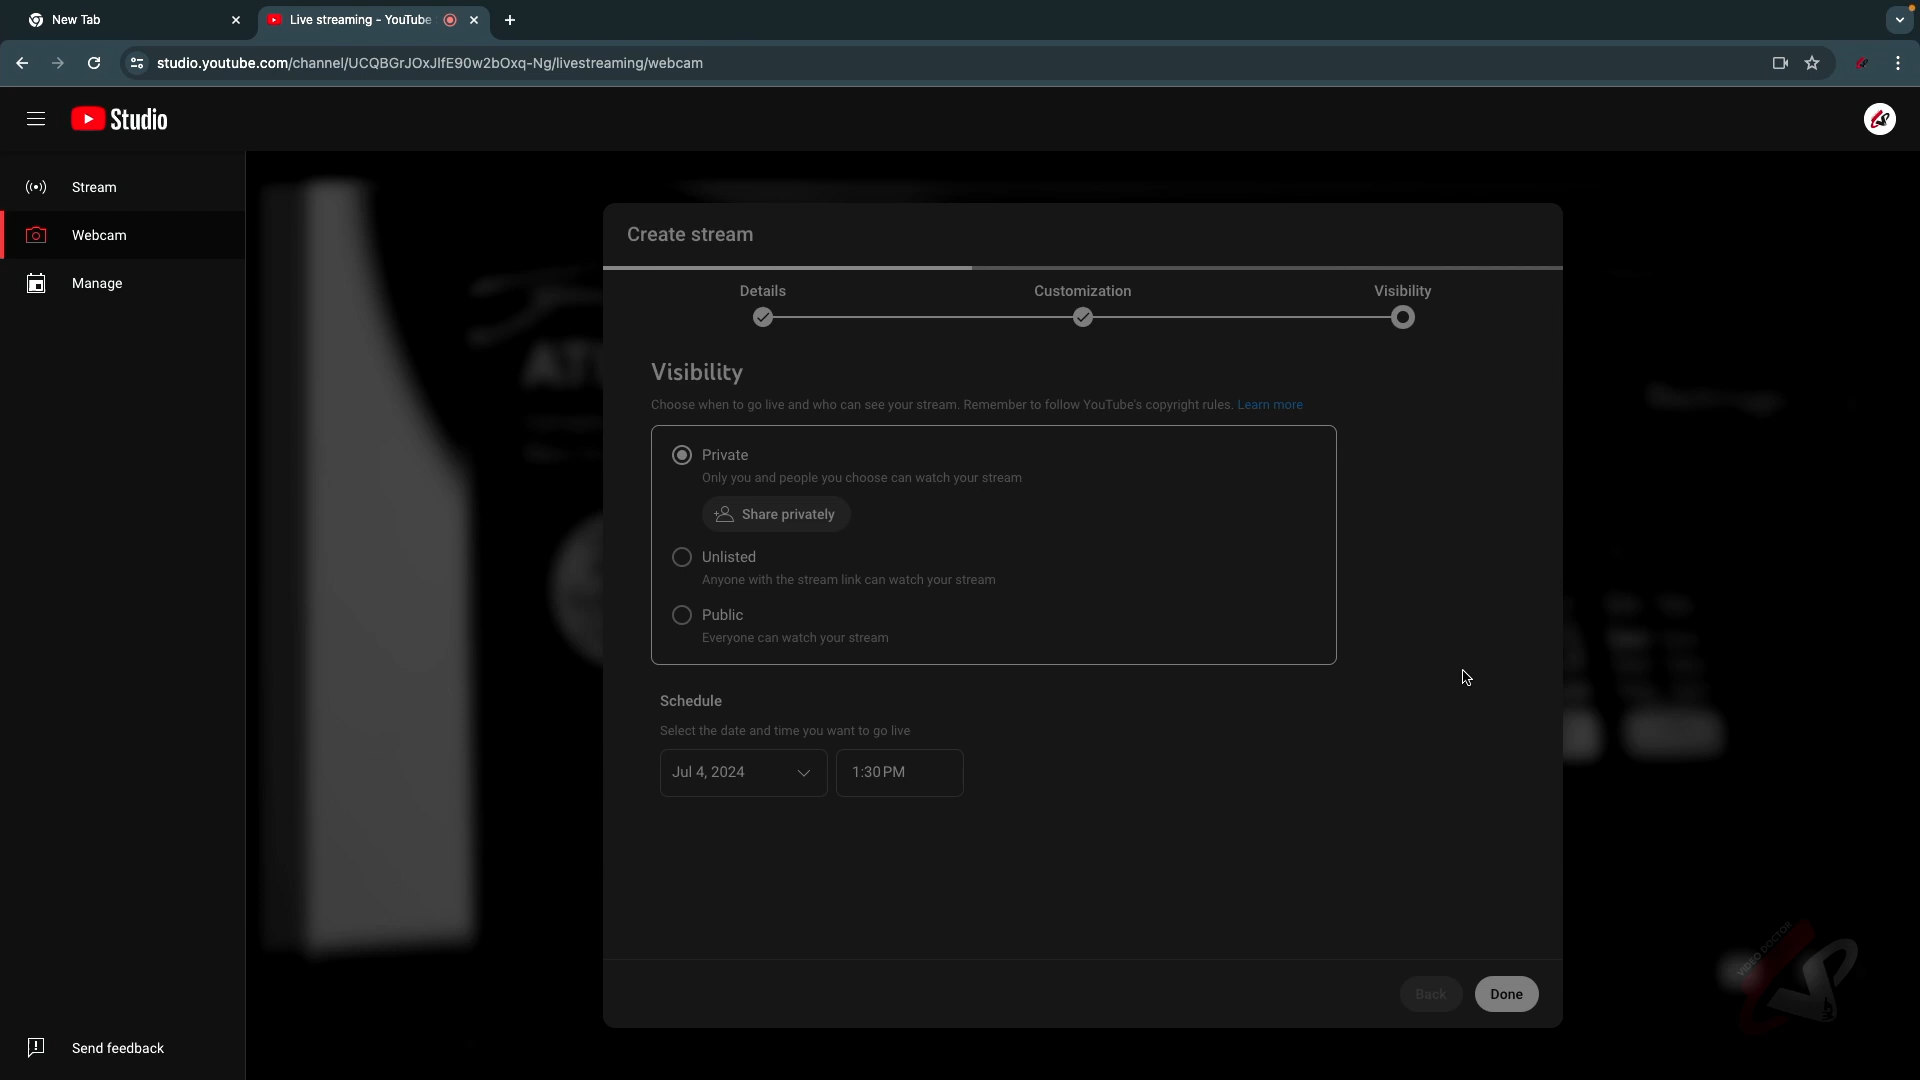 New Tab
Live streaming - YouTube
studio.youtube.com/channel/UCQBGrJOxJlfE90w2bOxq-Ng/livestreaming/webcam
Studio
Stream
Webcam
Manage
Create stream
Details
Customization
Visibility
Visibility
Choose when to go live and who can see your stream. Remember to follow YouTube's copyright rules. Learn more
Private
Only you and people you choose can watch your stream
Share privately
Unlisted
Anyone with the stream link can watch your stream
Public
Everyone can watch your stream
Schedule
Select the date and time you want to go live
Jul 4, 2024
1:30 PM
Back
Done
VIDEO DOCTOR
Send feedback